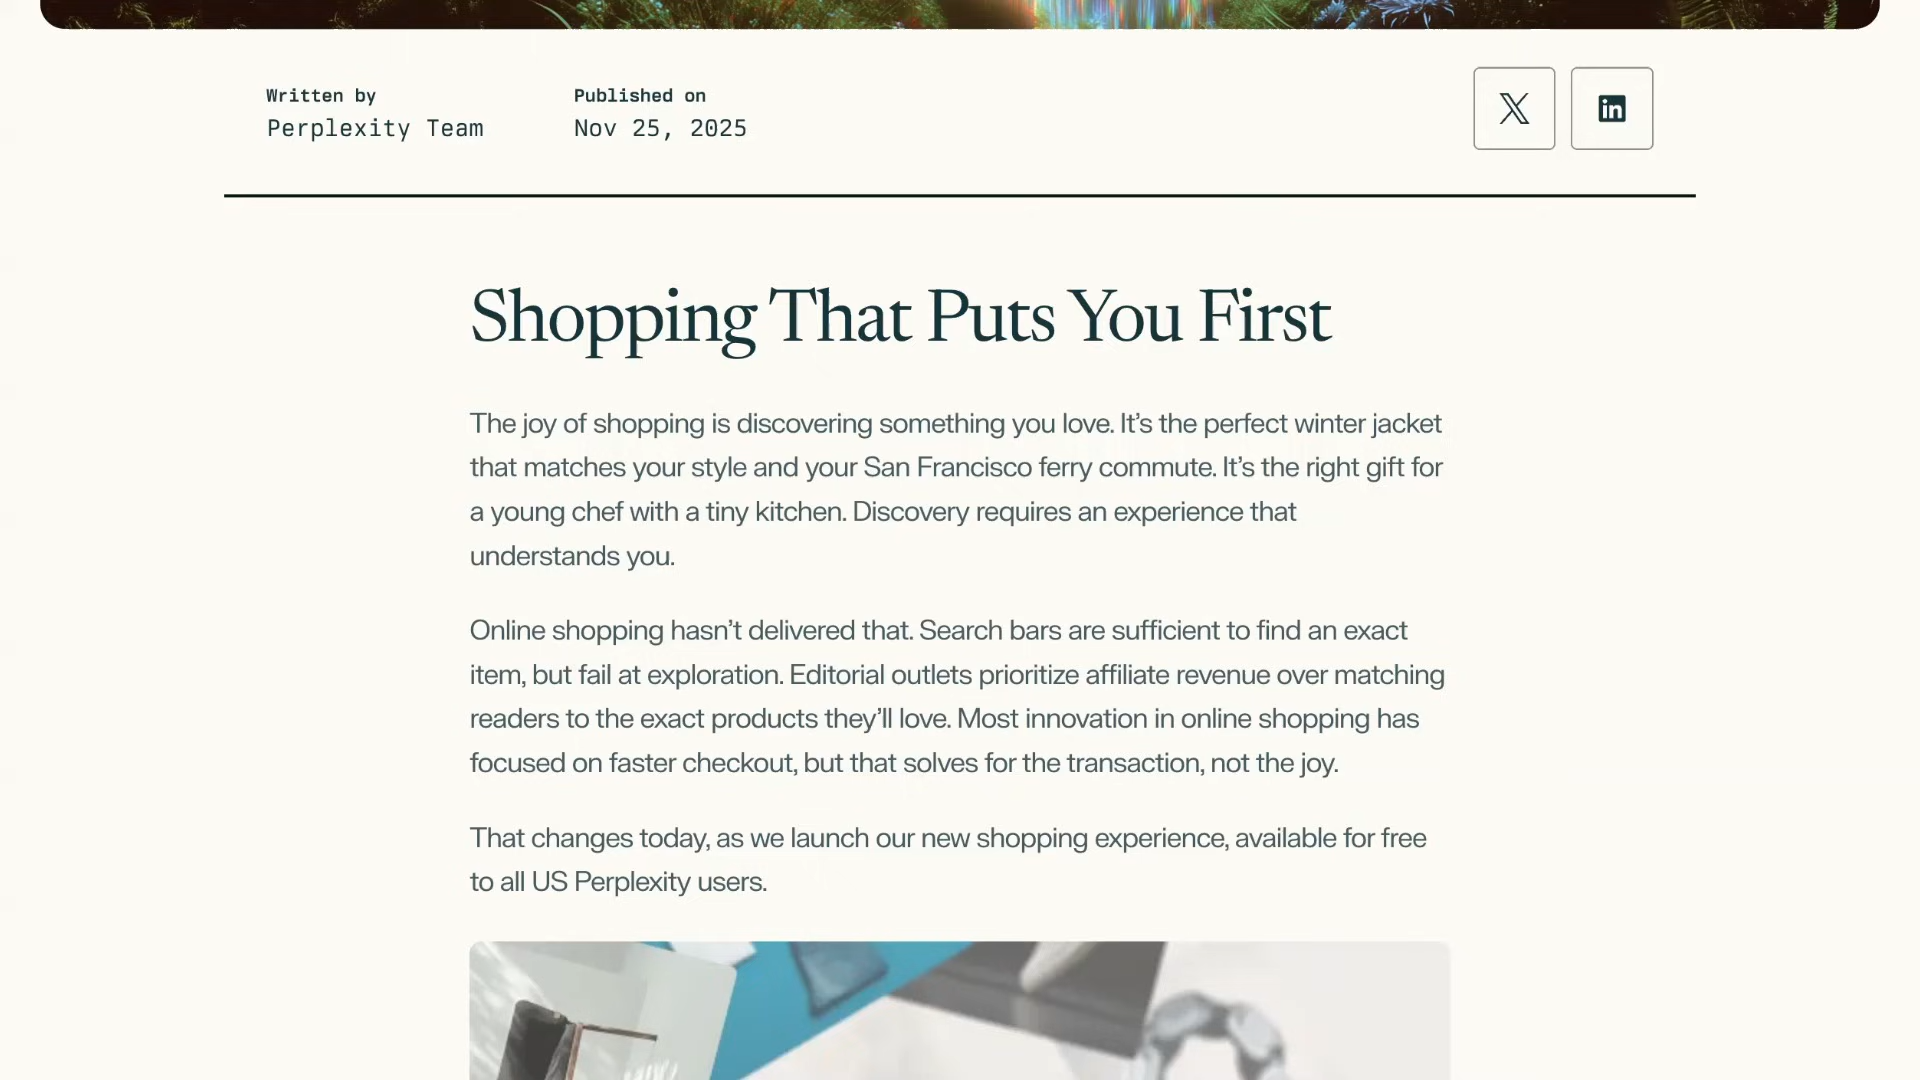 Written by
Perplexity Team
Published on
Nov 25, 2025
Shopping That Puts You First
The joy of shopping is discovering something you love. It’s the perfect winter jacket
that matches your style and your San Francisco ferry commute. It’s the right gift for
a young chef with a tiny kitchen. Discovery requires an experience that
understands you.
Online shopping hasn’t delivered that. Search bars are sufficient to find an exact
item, but fail at exploration. Editorial outlets prioritize affiliate revenue over matching
readers to the exact products they’ll love. Most innovation in online shopping has
focused on faster checkout, but that solves for the transaction, not the joy.
That changes today, as we launch our new shopping experience, available for free
to all US Perplexity users.